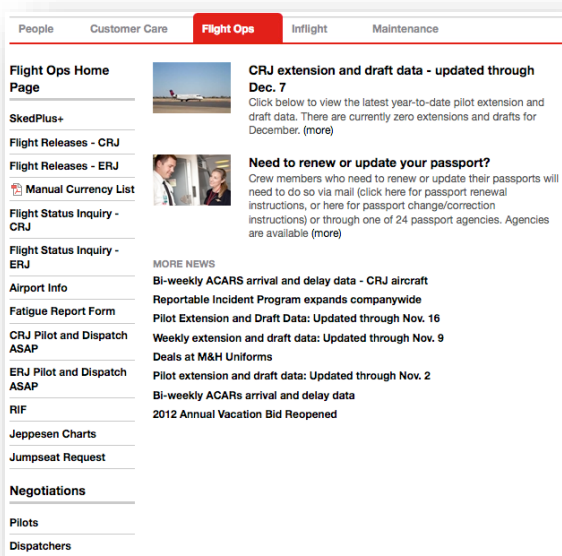 People
Customer Care
Flight Ops
Inflight
Maintenance
Flight Ops Home
Page
SkedPlus+
Flight Releases - CRJ
Flight Releases - ERJ
Manual Currency List
Flight Status Inquiry -
CRJ
Flight Status Inquiry -
ERJ
Airport Info
Fatigue Report Form
CRJ Pilot and Dispatch
ASAP
ERJ Pilot and Dispatch
ASAP
RIF
Jeppesen Charts
Jumpseat Request
Negotiations
Pilots
Dispatchers
CRJ extension and draft data - updated through
Dec. 7
Click below to view the latest year-to-date pilot extension and
draft data. There are currently zero extensions and drafts for
December. (more)
Need to renew or update your passport?
Crew members who need to renew or update their passports will
need to do so via mail (click here for passport renewal
instructions, or here for passport change/correction
instructions) or through one of 24 passport agencies. Agencies
are available (more)
MORE NEWS
Bi-weekly ACARS arrival and delay data - CRJ aircraft
Reportable Incident Program expands companywide
Pilot Extension and Draft Data: Updated through Nov. 16
Weekly extension and draft data: Updated through Nov. 9
Deals at M&H Uniforms
Pilot extension and draft data: Updated through Nov. 2
Bi-weekly ACARs arrival and delay data
2012 Annual Vacation Bid Reopened